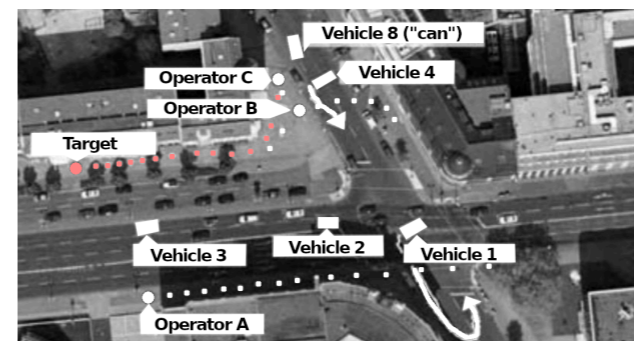 Vehicle 8 ("can")
Operator C
Vehicle 4
Operator B
Target
Vehicle 3
Vehicle 2
Vehicle 1
Operator A